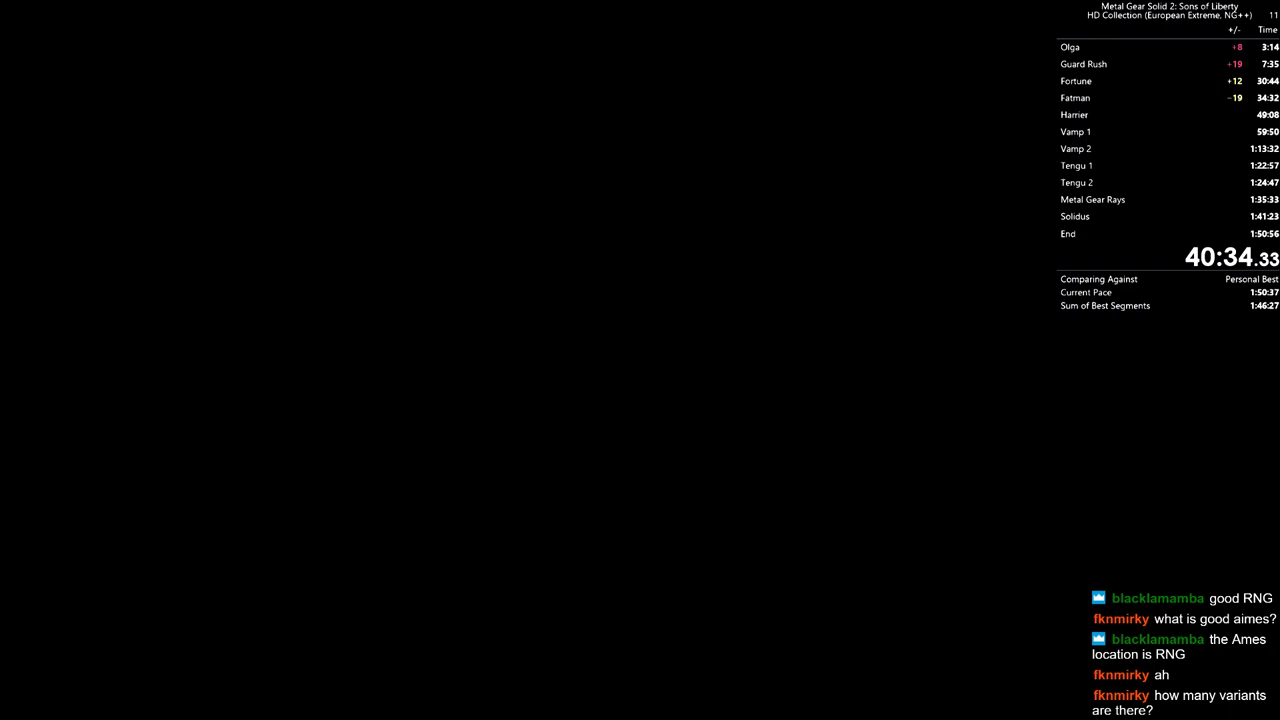 Metal Gear Solid 2: Sons of Liberty
HD Collection (European Extreme, NG++) 11
+/- Time
Olga +8 3:14
Guard Rush +19 7:35
Fortune +12 30:44
Fatman -19 34:32
Harrier 49:08
Vamp 1 59:50
Vamp 2 1:13:32
Tengu 1 1:22:57
Tengu 2 1:24:47
Metal Gear Rays 1:35:33
Solidus 1:41:23
End 1:50:56
40:34.33
Comparing Against Personal Best
Current Pace 1:50:37
Sum of Best Segments 1:46:27
blacklamamba good RNG
fknmirky what is good aimes?
blacklamamba the Ames
location is RNG
fknmirky ah
fknmirky how many variants
are there?